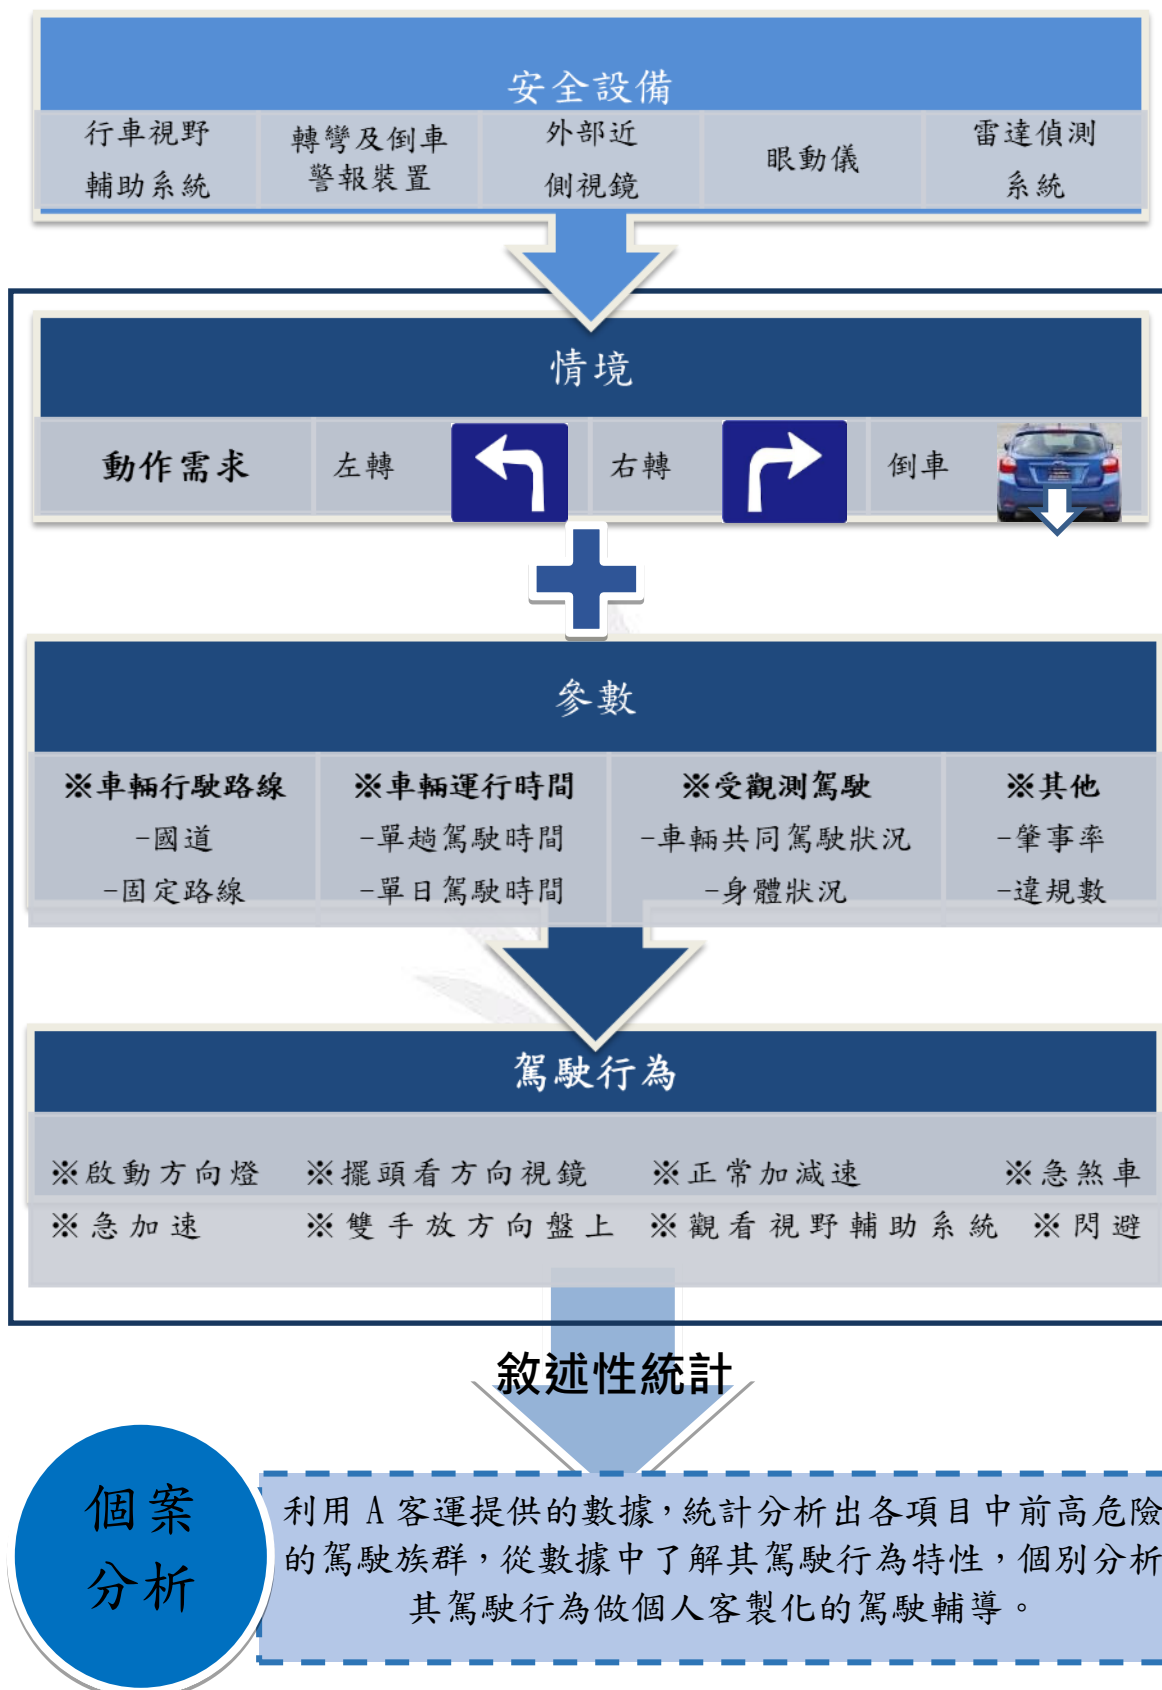 安全設備
行車視野
輔助系統
轉彎及倒車
警報裝置
外部近
側視鏡
眼動儀
雷達偵測
系統
情境
動作需求 左轉 右轉 倒車
參數
※車輛行駛路線
-國道
-固定路線
※車輛運行時間
-單趟駕駛時間
-單日駕駛時間
※受觀測駕駛
-車輛共同駕駛狀況
-身體狀況
※其他
-肇事率
-違規數
駕駛行為
※啟動方向燈 ※擺頭看方向視鏡 ※正常加減速 ※急煞車
※急加速 ※雙手放方向盤上 ※觀看視野輔助系統 ※閃避
敘述性統計
個案
分析
利用 A 客運提供的數據，統計分析出各項目中前高危險
的駕駛族群，從數據中了解其駕駛行為特性，個別分析
其駕駛行為做個人客製化的駕駛輔導。